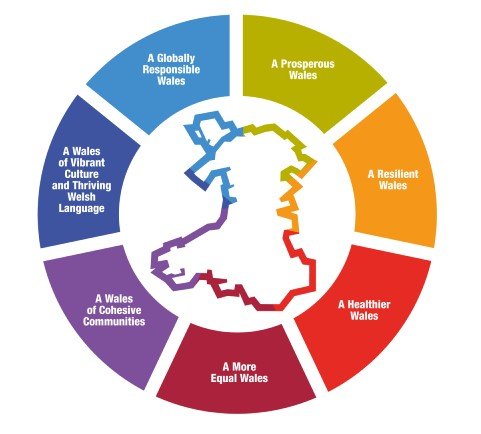 A Globally
Responsible
Wales
A Prosperous
Wales
A Resilient
Wales
A Healthier
Wales
A More
Equal Wales
A Wales
of Cohesive
Communities
A Wales
of Vibrant
Culture
and Thriving
Welsh
Language